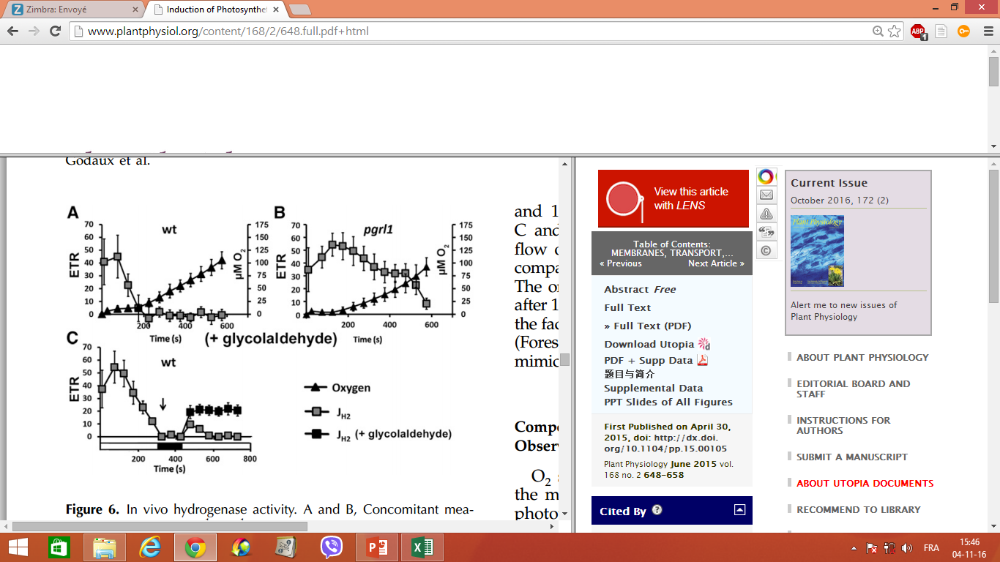 Zimbra: Envoyé
Induction of Photosynthe
www.plantphysiol.org/content/168/2/648.full.pdf+html
ABP
1
Godaux et al.
A
wt
70
60
50
40
30
20
10
0
ETR
175
150
125
100
75
50
25
0
µM O2
200
400
600
Time (s)
B
pgrl1
70
60
50
40
30
20
10
0
ETR
175
150
125
100
75
50
25
0
µM O2
200
400
600
Time (s)
(+ glycolaldehyde)
C
wt
70
60
50
40
30
20
10
0
ETR
200
400
600
800
Time (s)
Oxygen
JH2
JH2 (+ glycolaldehyde)
Figure 6. In vivo hydrogenase activity. A and B, Concomitant mea-
and 1
C and
flow c
compa
The or
after 1
the fac
(Fores
mimic
Compa
Observ
O2 s
the m
photo
View this article
with LENS
Table of Contents:
MEMBRANES, TRANSPORT,...
« Previous
Next Article »
Abstract Free
Full Text
» Full Text (PDF)
Download Utopia
PDF + Supp Data
题目与简介
Supplemental Data
PPT Slides of All Figures
First Published on April 30,
2015, doi: http://dx.doi.
org/10.1104/pp.15.00105
Plant Physiology June 2015 vol.
168 no. 2 648-658
Cited By ?
Current Issue
October 2016, 172 (2)
Plant Physiology
Alert me to new issues of
Plant Physiology
ABOUT PLANT PHYSIOLOGY
EDITORIAL BOARD AND
STAFF
INSTRUCTIONS FOR
AUTHORS
SUBMIT A MANUSCRIPT
ABOUT UTOPIA DOCUMENTS
RECOMMEND TO LIBRARY
FRA
15:46
04-11-16